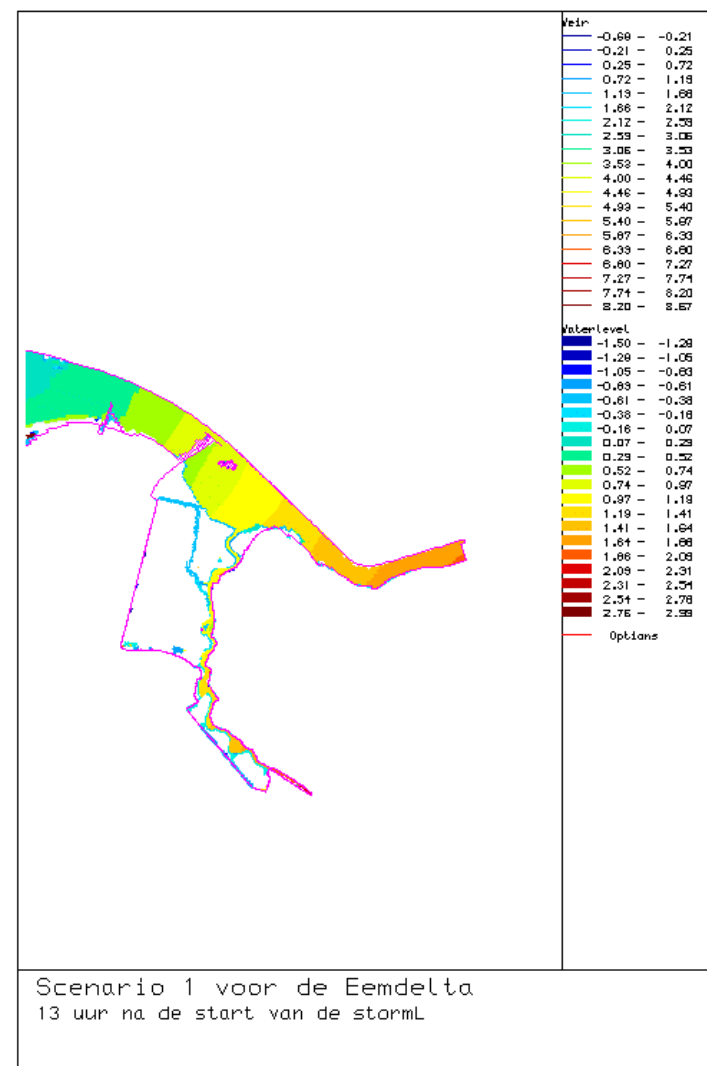 Weir
-0.68 - -0.21
-0.21 - 0.25
0.25 - 0.72
0.72 - 1.19
1.19 - 1.66
1.66 - 2.12
2.12 - 2.59
2.59 - 3.06
3.06 - 3.53
3.53 - 4.00
4.00 - 4.46
4.46 - 4.93
4.93 - 5.40
5.40 - 5.87
5.87 - 6.33
6.33 - 6.80
6.80 - 7.27
7.27 - 7.74
7.74 - 8.20
8.20 - 8.67
Waterlevel
-1.50 - -1.28
-1.28 - -1.05
-1.05 - -0.83
-0.83 - -0.61
-0.61 - -0.38
-0.38 - -0.16
-0.16 - 0.07
0.07 - 0.29
0.29 - 0.52
0.52 - 0.74
0.74 - 0.97
0.97 - 1.19
1.19 - 1.41
1.41 - 1.64
1.64 - 1.86
1.86 - 2.09
2.09 - 2.31
2.31 - 2.54
2.54 - 2.76
2.76 - 2.99
Options
Scenario 1 voor de Eemdelta
13 uur na de start van de stormL